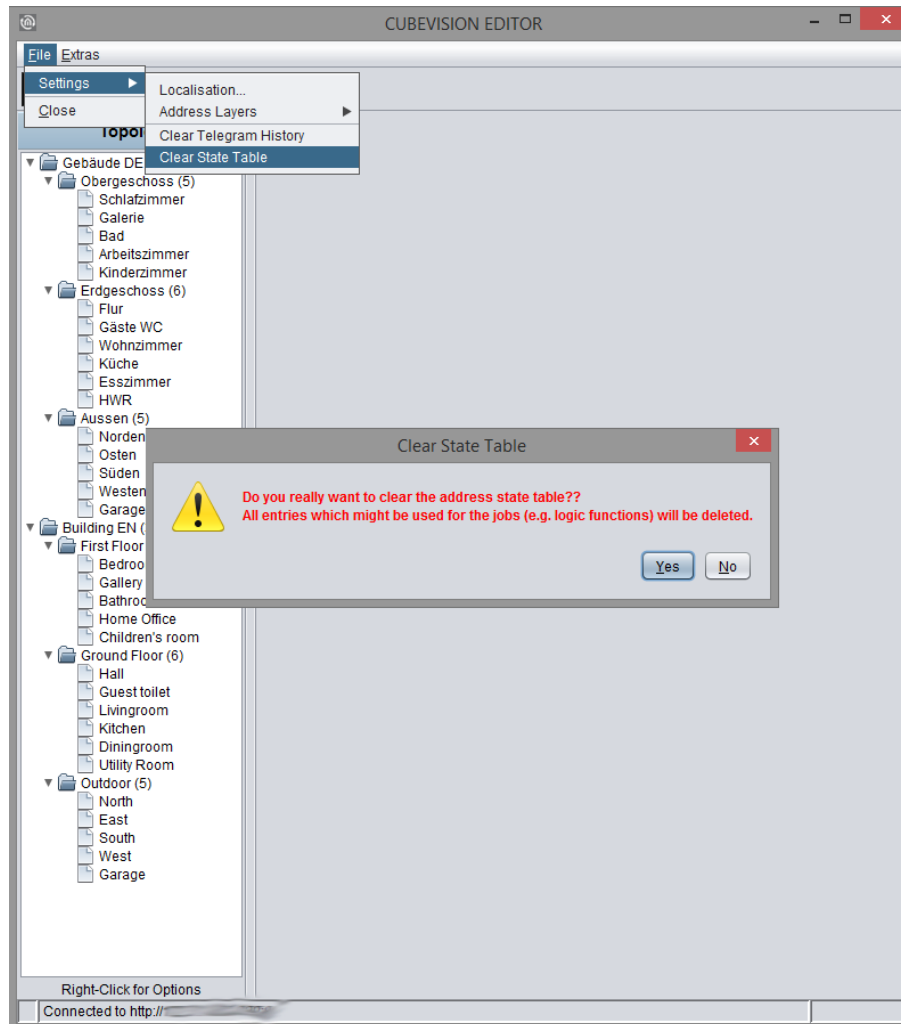 CUBEVISION EDITOR
File Extras
Settings
Close
Localisation...
Address Layers
Clear Telegram History
Clear State Table
Gebäude DE
Obergeschoss (5)
Schlafzimmer
Galerie
Bad
Arbeitszimmer
Kinderzimmer
Erdgeschoss (6)
Flur
Gäste WC
Wohnzimmer
Küche
Esszimmer
HWR
Aussen (5)
Norden
Osten
Süden
Westen
Garage
Building EN (
First Floor
Gallery
Home Office
Children's room
Ground Floor (6)
Hall
Guest toilet
Livingroom
Kitchen
Diningroom
Utility Room
Outdoor (5)
North
East
South
West
Garage
Clear State Table
Do you really want to clear the address state table??
All entries which might be used for the jobs (e.g. logic functions) will be deleted.
Yes No
Right-Click for Options
Connected to http://